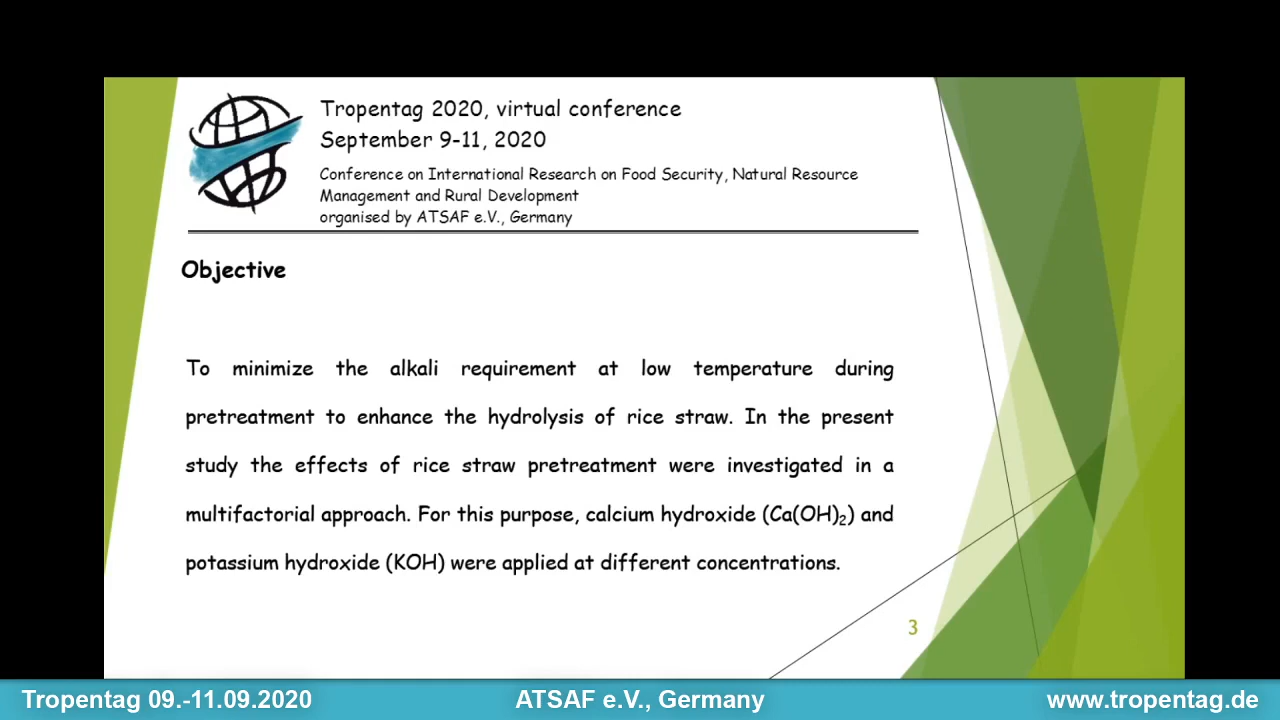 Tropentag 2020, virtual conference
September 9-11, 2020
Conference on International Research on Food Security, Natural Resource
Management and Rural Development
organised by ATSAF e.V., Germany
Objective
To minimize the alkali requirement at low temperature during
pretreatment to enhance the hydrolysis of rice straw. In the present
study the effects of rice straw pretreatment were investigated in a
multifactorial approach. For this purpose, calcium hydroxide (Ca(OH)₂) and
potassium hydroxide (KOH) were applied at different concentrations.
3
Tropentag 09.-11.09.2020 ATSAF e.V., Germany www.tropentag.de